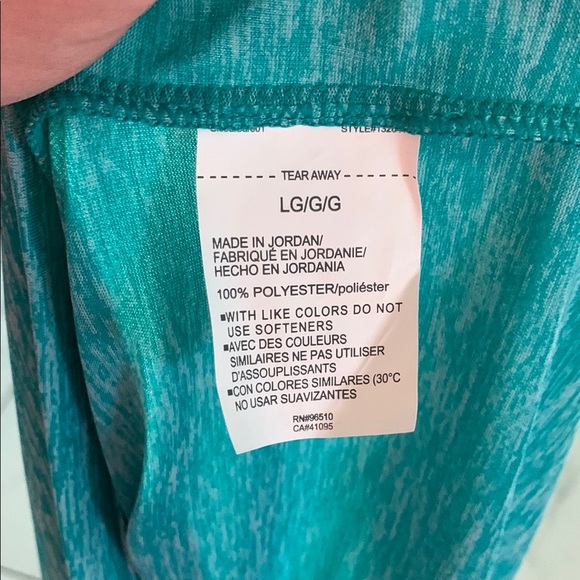 TEAR AWAY
LG/G/G
MADE IN JORDAN/
FABRIQUÉ EN JORDANIE/
HECHO EN JORDANIA
100% POLYESTER/poliéster
■WITH LIKE COLORS DO NOT
USE SOFTENERS
■AVEC DES COULEURS
SIMILAIRES NE PAS UTILISER
D'ASSOUPLISSANTS
■CON COLORES SIMILARES (30°C
NO USAR SUAVIZANTES
RN#96510
CA#41095